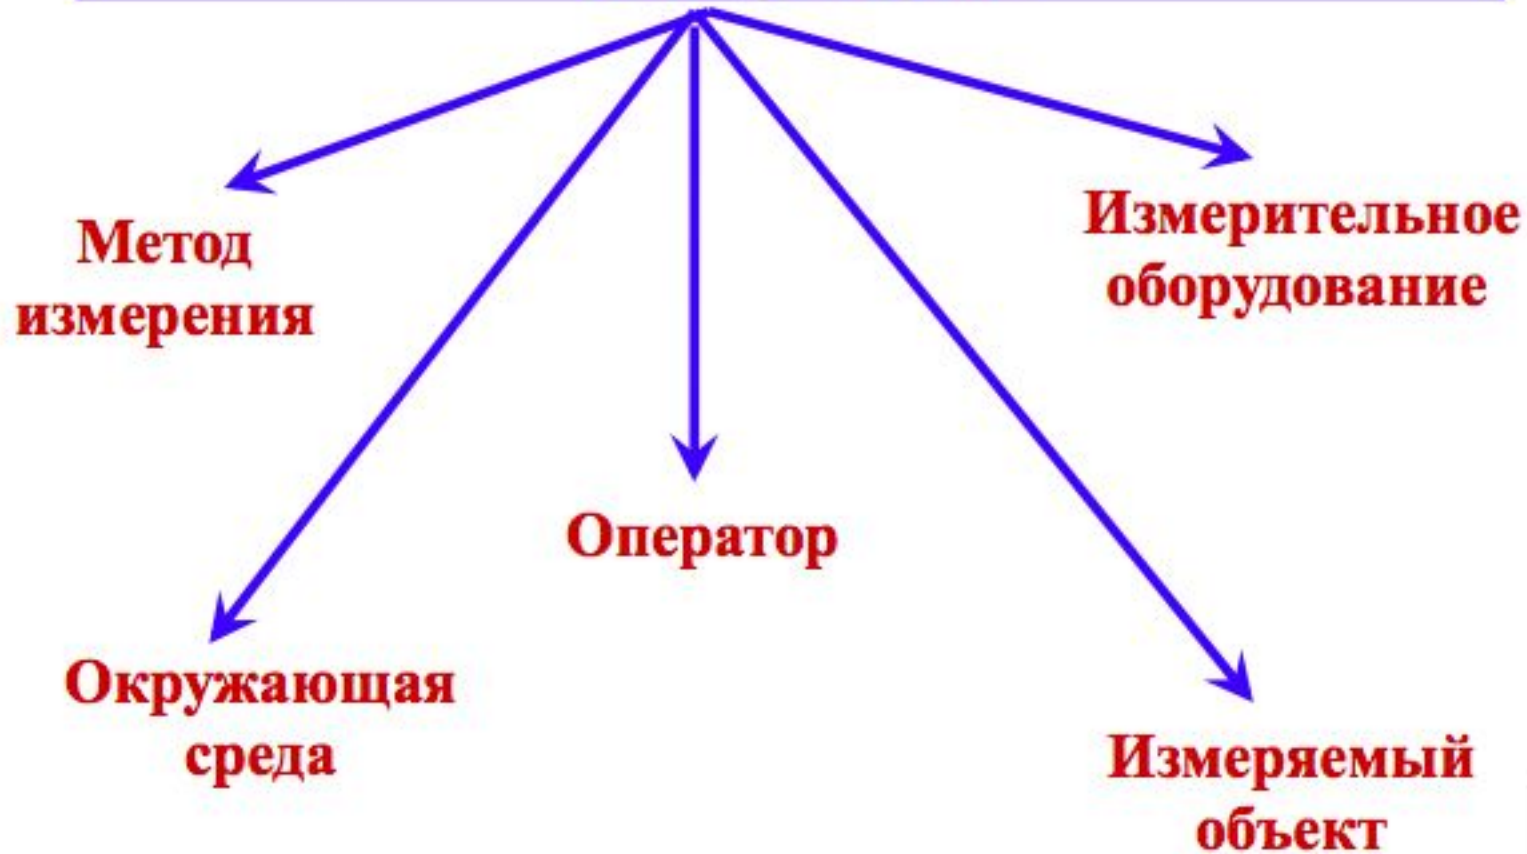 Метод
измерения
Измерительное
оборудование
Оператор
Окружающая
среда
Измеряемый
объект